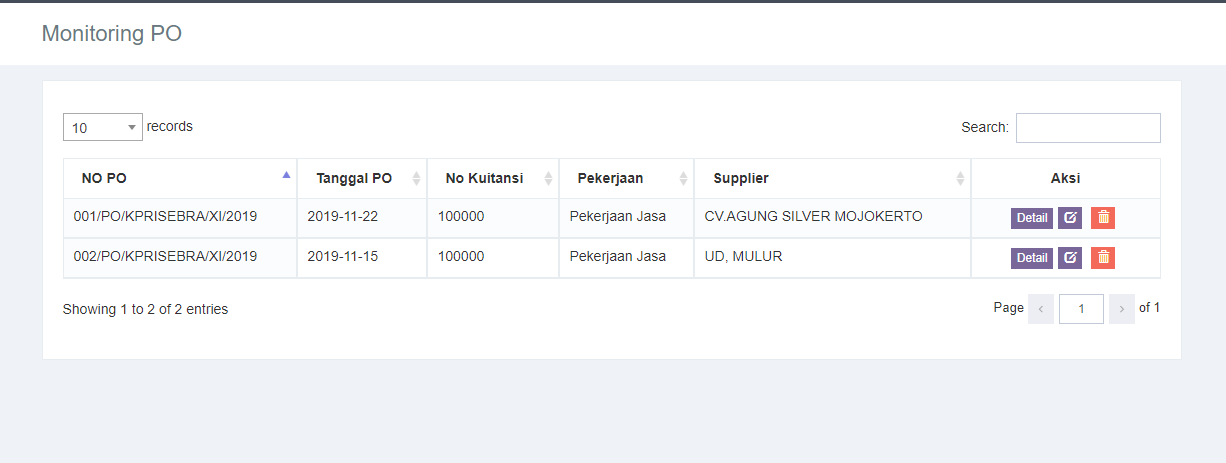 Monitoring PO
10 records Search:
NO PO Tanggal PO No Kuitansi Pekerjaan Supplier Aksi
001/PO/KPRISEBRA/XI/2019 2019-11-22 100000 Pekerjaan Jasa CV.AGUNG SILVER MOJOKERTO Detail
002/PO/KPRISEBRA/XI/2019 2019-11-15 100000 Pekerjaan Jasa UD, MULUR Detail
Showing 1 to 2 of 2 entries Page < 1 > of 1